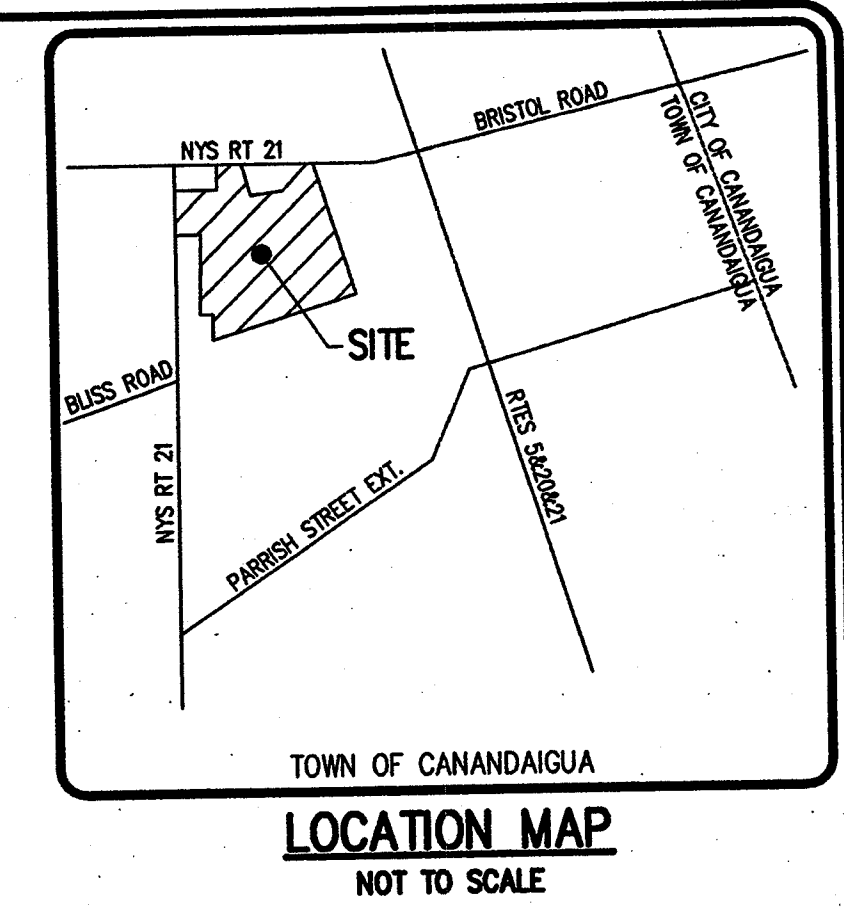 NYS RT 21
BRISTOL ROAD
CITY OF CANANDAIGUA
TOWN OF CANANDAIGUA
SITE
BLISS ROAD
NYS RT 21
PARRISH STREET EXT.
RTES 5&20&21
TOWN OF CANANDAIGUA
LOCATION MAP
NOT TO SCALE